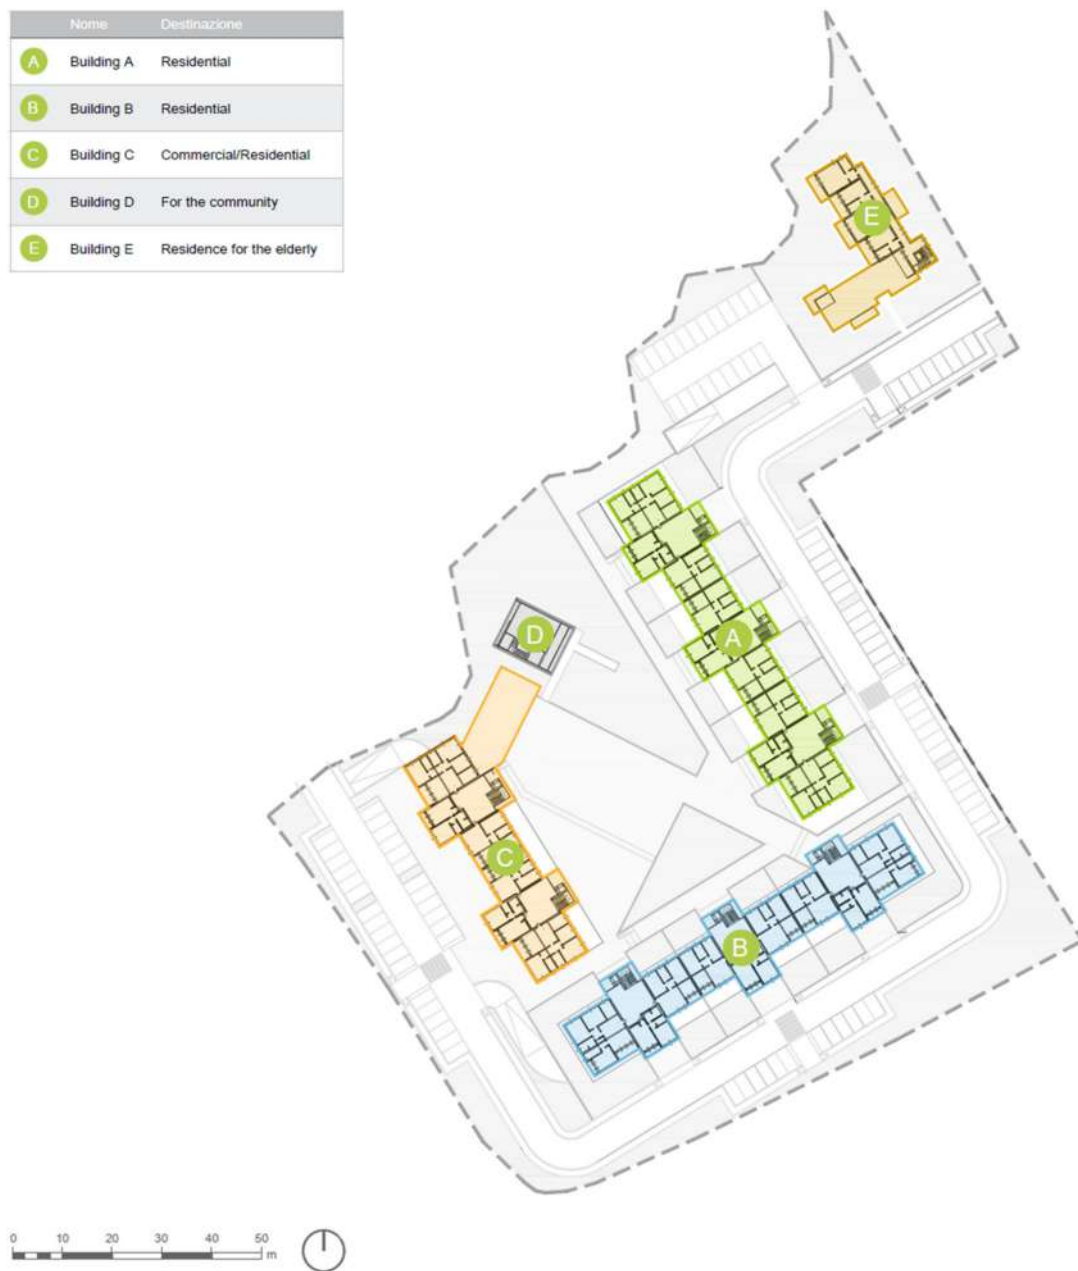 Nome Destinazione
A Building A Residential
B Building B Residential
C Building C Commercial/Residential
D Building D For the community
E Building E Residence for the elderly
E
A
D
C
B
0 10 20 30 40 50 m